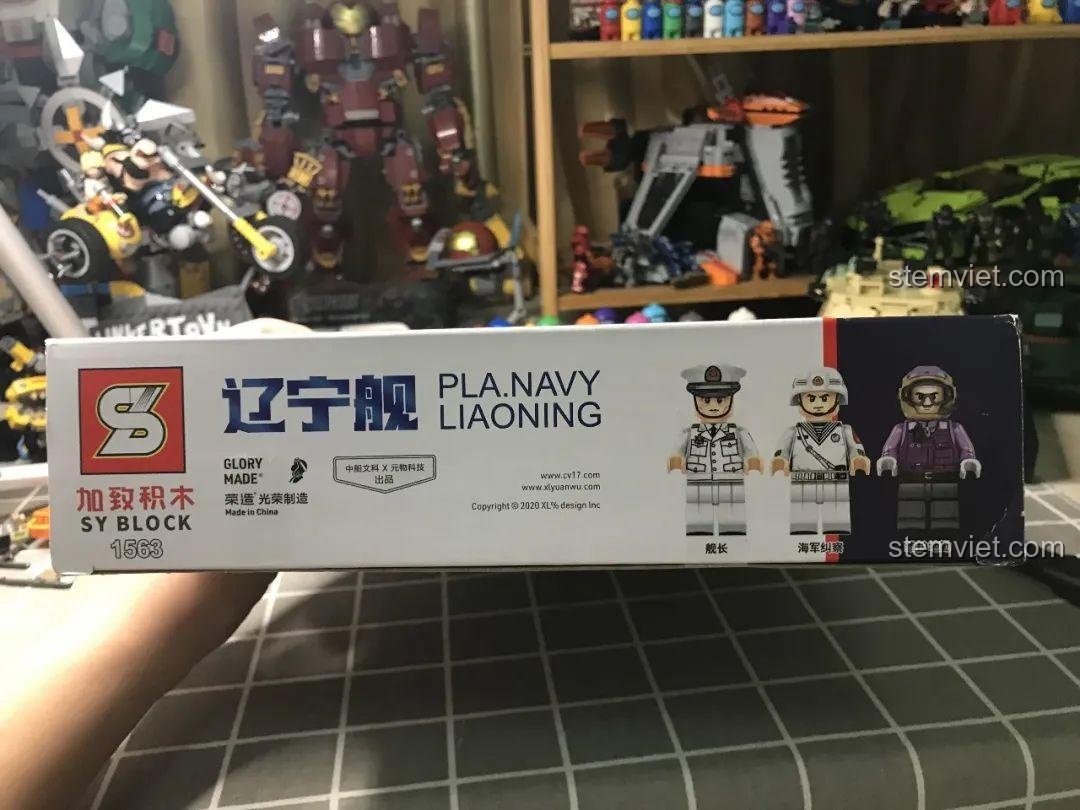 stemviet.com
TINKERTOYN
加致积木
SY BLOCK
1563
辽宁舰
PLA.NAVY
LIAONING
GLORY
MADE®
荣造®光荣制造
Made in China
中船文科 X 元物科技
出品
www.cv17.com
www.xlyuanwu.com
Copyright © 2020 XL% design Inc
舰长
海军纠察
stemviet.com